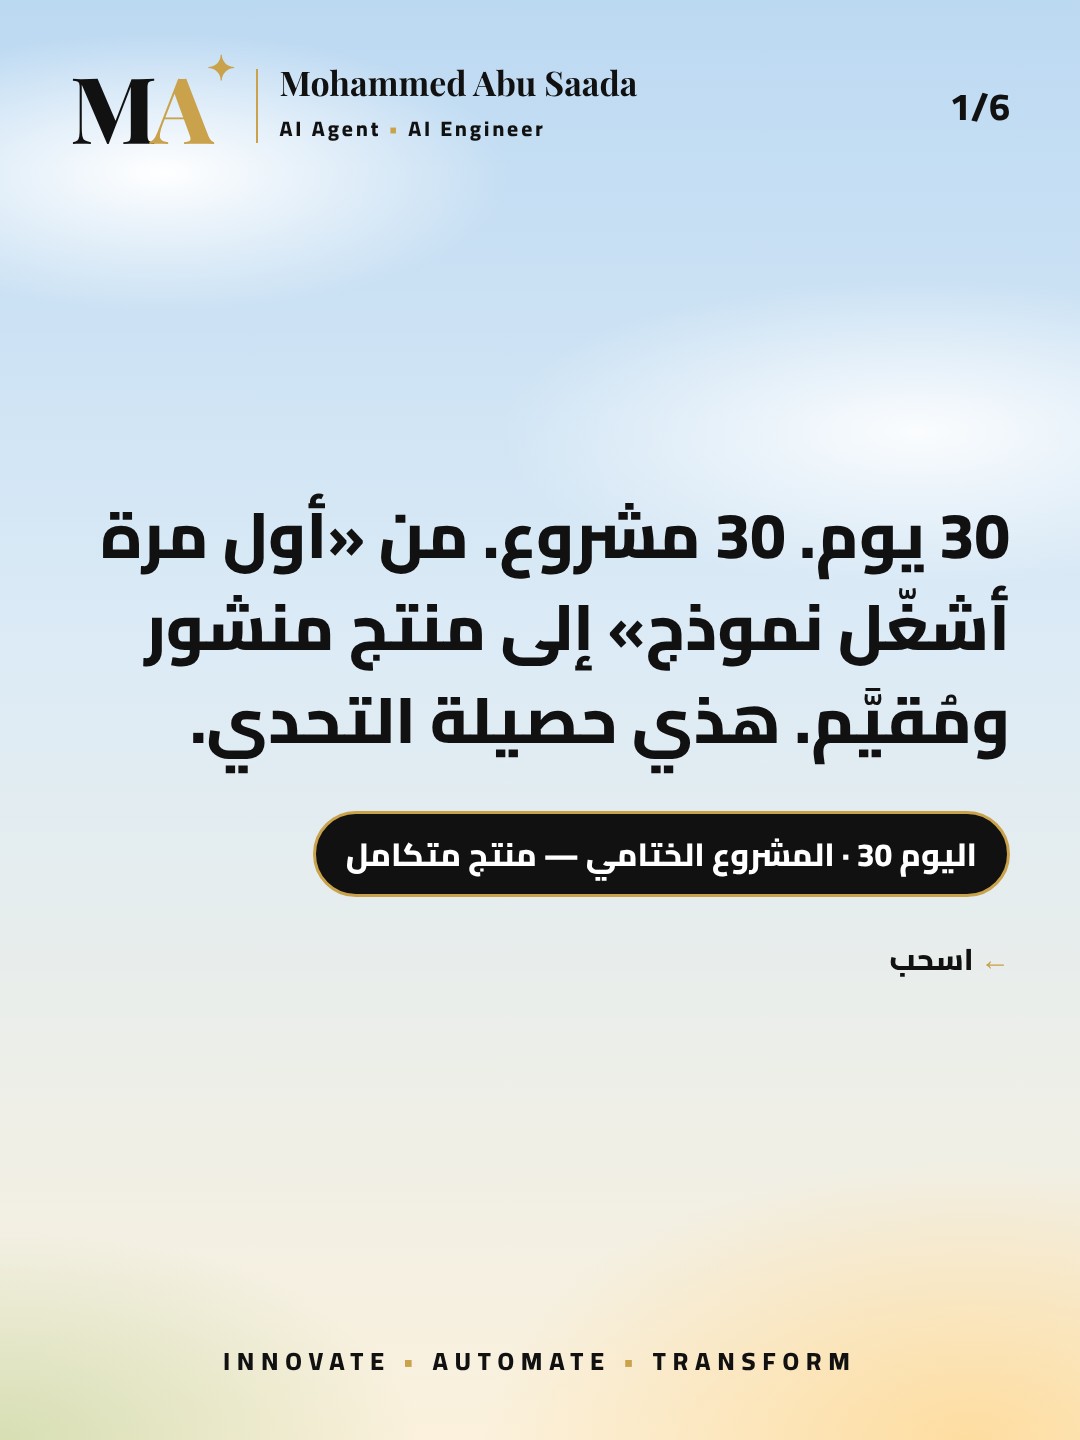 MA
Mohammed Abu Saada
AI Agent ▪ AI Engineer
1/6
30 يوم. 30 مشروع. من «أول مرة
أشغّل نموذج» إلى منتج منشور
ومُقيَّم. هذي حصيلة التحدي.
اليوم 30 · المشروع الختامي — منتج متكامل
← اسحب
INNOVATE ▪ AUTOMATE ▪ TRANSFORM